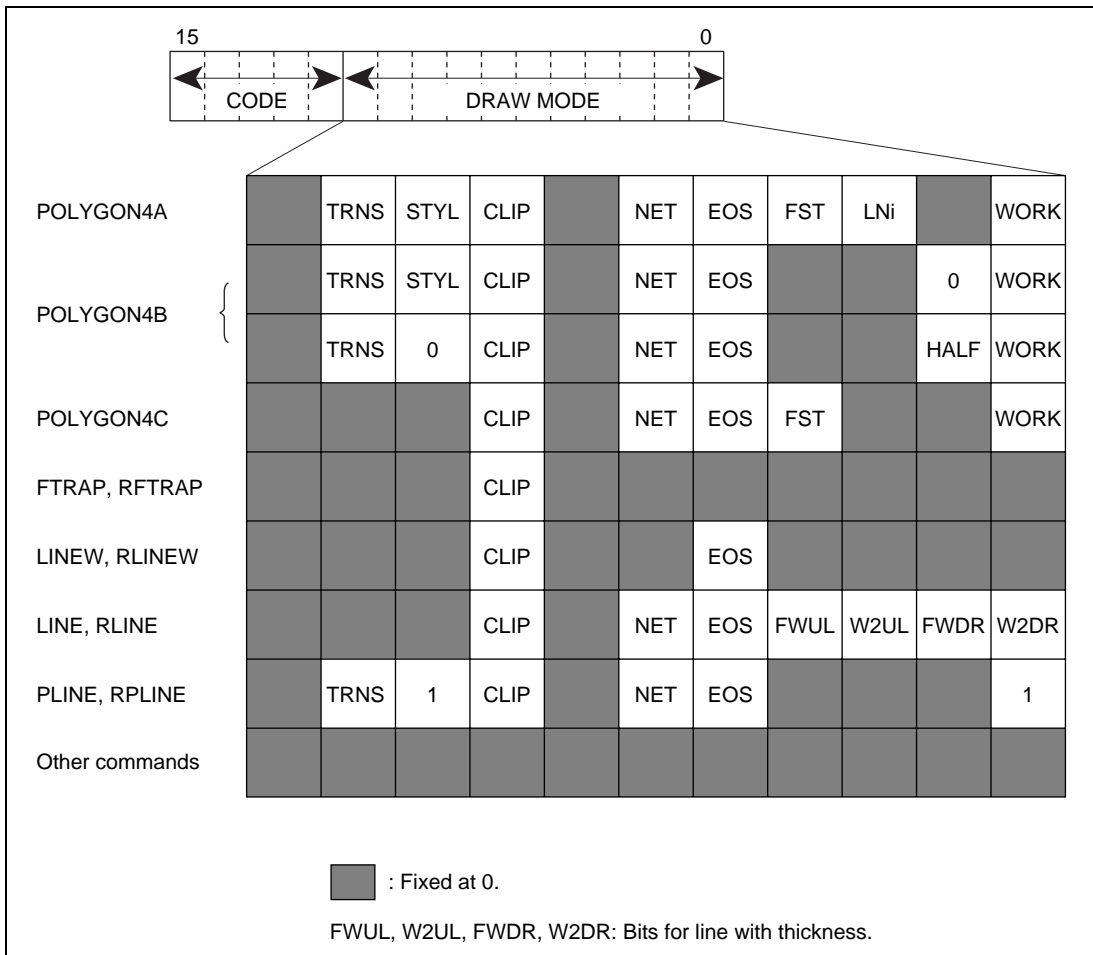 15 0
CODE DRAW MODE
POLYGON4A TRNS STYL CLIP NET EOS FST LNi WORK
POLYGON4B
TRNS STYL CLIP NET EOS 0 WORK
TRNS 0 CLIP NET EOS HALF WORK
POLYGON4C CLIP NET EOS FST WORK
FTRAP, RFTRAP CLIP
LINEW, RLINEW CLIP EOS
LINE, RLINE CLIP NET EOS FWUL W2UL FWDR W2DR
PLINE, RPLINE TRNS 1 CLIP NET EOS 1
Other commands
: Fixed at 0.
FWUL, W2UL, FWDR, W2DR: Bits for line with thickness.